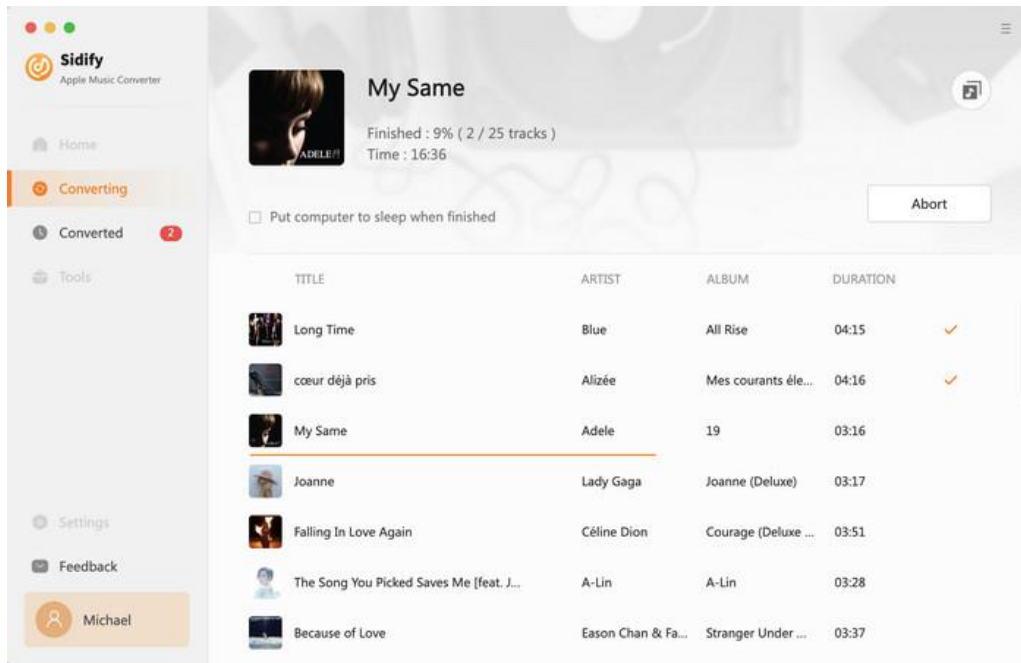 Sidify
Apple Music Converter
Home
Converting
Converted 2
Tools
Settings
Feedback
Michael
My Same
Finished : 9% ( 2 / 25 tracks )
Time : 16:36
ADELE
Put computer to sleep when finished
Abort
TITLE ARTIST ALBUM DURATION
Long Time Blue All Rise 04:15
cœur déjà pris Alizée Mes courants éle... 04:16
My Same Adele 19 03:16
Joanne Lady Gaga Joanne (Deluxe) 03:17
Falling In Love Again Céline Dion Courage (Deluxe ... 03:51
The Song You Picked Saves Me [feat. J... A-Lin A-Lin 03:28
Because of Love Eason Chan & Fa... Stranger Under ... 03:37